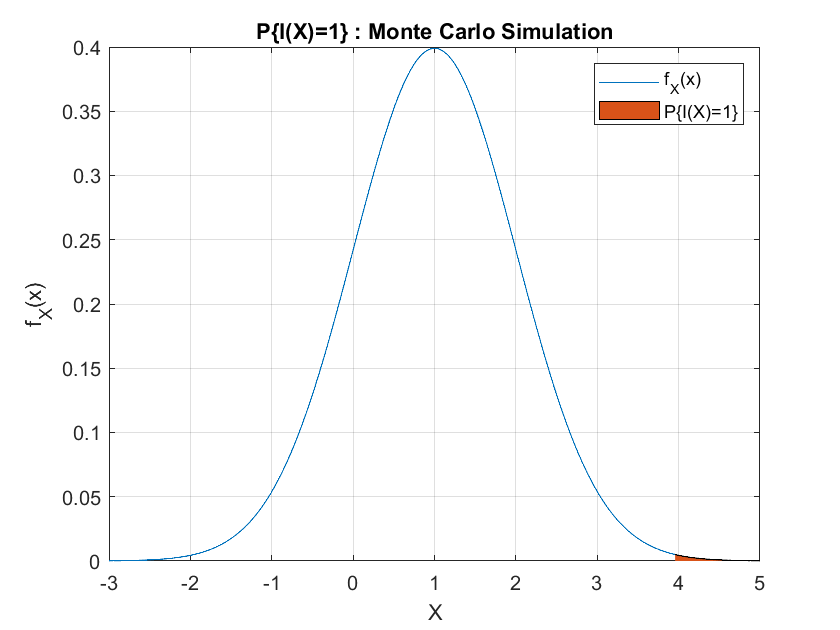 P{I(X)=1} : Monte Carlo Simulation
f_X(x)
P{I(X)=1}
0.4
0.35
0.3
0.25
0.2
0.15
0.1
0.05
0
f_X(x)
-3 -2 -1 0 1 2 3 4 5
X